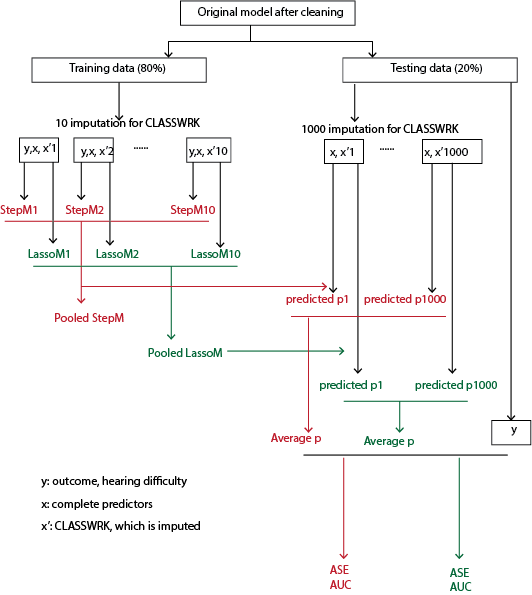 Original model after cleaning
Training data (80%)
Testing data (20%)
10 imputation for CLASSWRK
1000 imputation for CLASSWRK
y,x, x’1
y,x, x’2
......
y,x, x’10
x, x’1
......
x, x’1000
StepM1
StepM2
StepM10
LassoM1
LassoM2
LassoM10
predicted p1
predicted p1000
Pooled StepM
Pooled LassoM
predicted p1
predicted p1000
Average p
Average p
y
y: outcome, hearing difficulty
x: complete predictors
x’: CLASSWRK, which is imputed
ASE
AUC
ASE
AUC